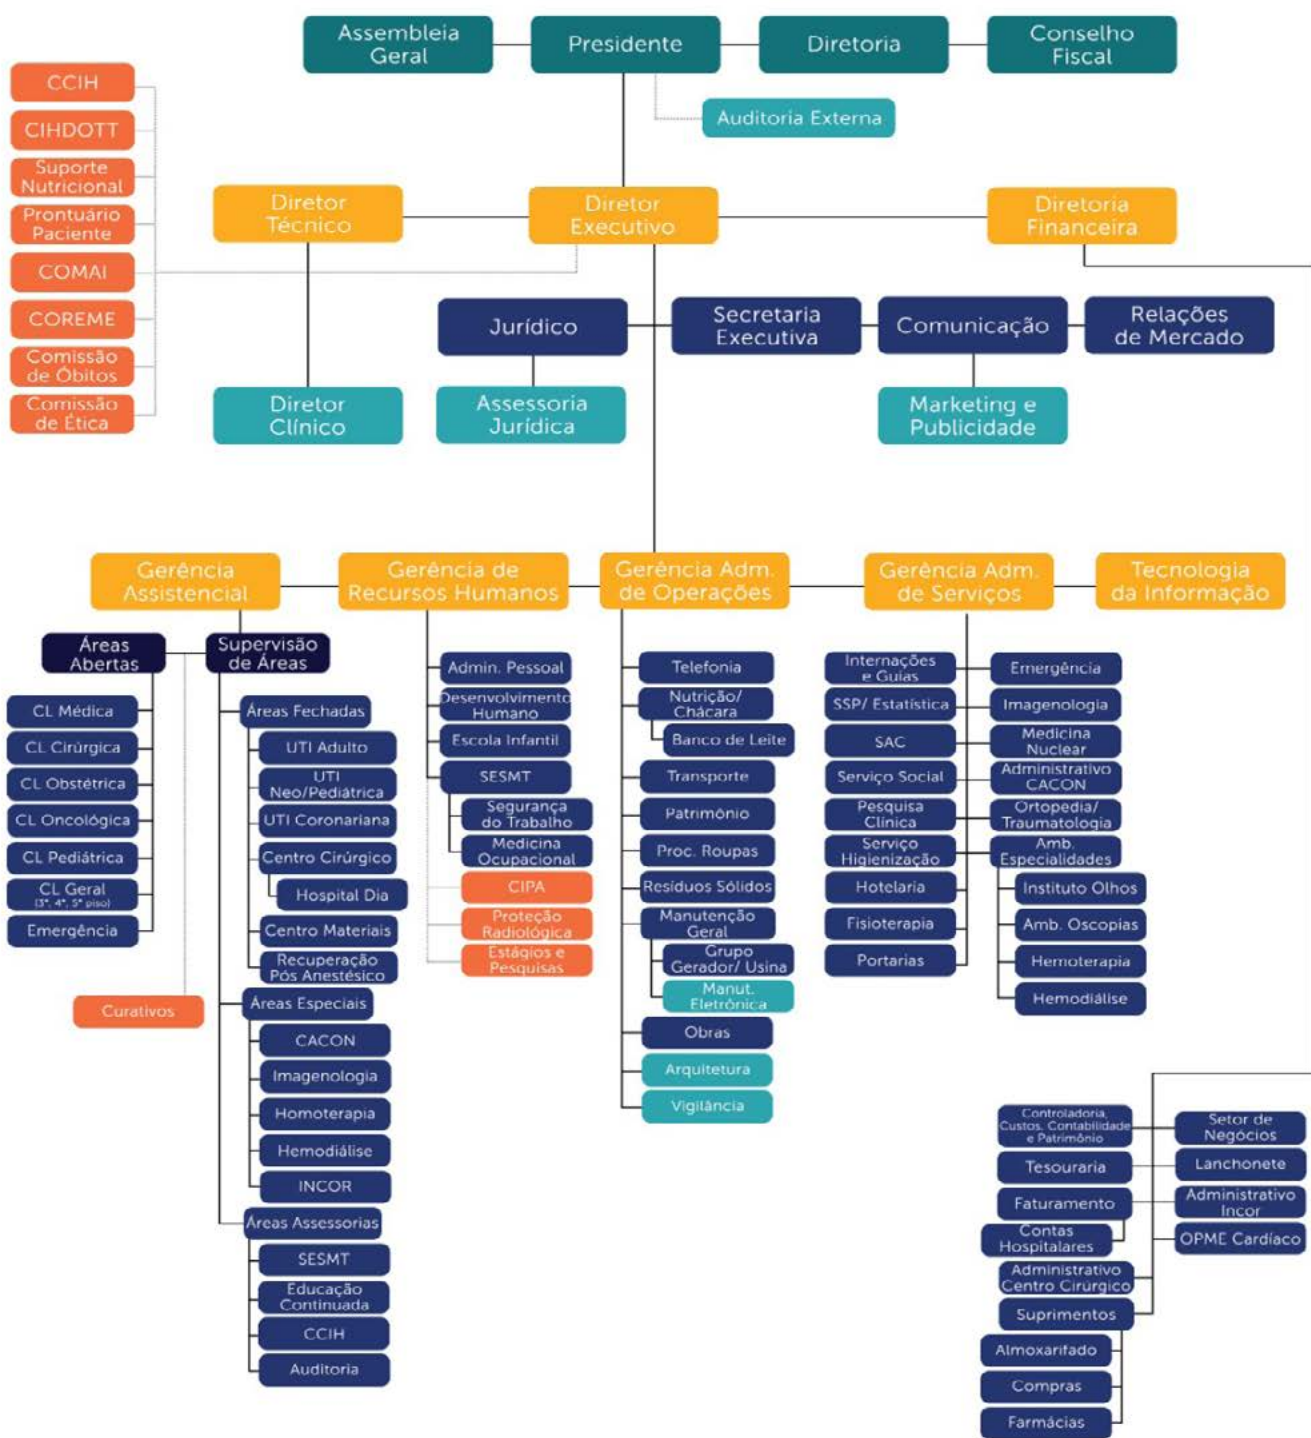 Assembleia
Geral
Presidente
Diretoria
Conselho
Fiscal
Auditoria Externa
CCIH
CIHDOTT
Suporte
Nutricional
Prontuário
Paciente
COMAI
COREME
Comissão
de Óbitos
Comissão
de Ética
Diretor
Técnico
Diretor
Executivo
Diretoria
Financeira
Jurídico
Secretaria
Executiva
Comunicação
Relações
de Mercado
Diretor
Clínico
Assessoria
Jurídica
Marketing e
Publicidade
Gerência
Assistencial
Gerência de
Recursos Humanos
Gerência Adm.
de Operações
Gerência Adm.
de Serviços
Tecnologia
da Informação
Áreas
Abertas
Supervisão
de Áreas
CL Médica
CL Cirúrgica
CL Obstétrica
CL Oncológica
CL Pediátrica
CL Geral
(3°, 4°, 5° piso)
Emergência
Curativos
Áreas Fechadas
UTI Adulto
UTI
Neo/Pediátrica
UTI Coronariana
Centro Cirúrgico
Hospital Dia
Centro Materiais
Recuperação
Pós Anestésico
Áreas Especiais
CACON
Imagenologia
Homoterapia
Hemodiálise
INCOR
Áreas Assessorias
SESMT
Educação
Continuada
CCIH
Auditoria
Admin. Pessoal
Desenvolvimento
Humano
Escola Infantil
SESMT
Segurança
do Trabalho
Medicina
Ocupacional
CIPA
Proteção
Radiológica
Estágios e
Pesquisas
Telefonia
Nutrição/
Chácara
Banco de Leite
Transporte
Patrimônio
Proc. Roupas
Resíduos Sólidos
Manutenção
Geral
Grupo
Gerador/ Usina
Manut.
Eletrônica
Obras
Arquitetura
Vigilância
Internações
e Guias
SSP/ Estatística
SAC
Serviço Social
Pesquisa
Clínica
Serviço
Higienização
Hotelaria
Fisioterapia
Portarias
Emergência
Imagenologia
Medicina
Nuclear
Administrativo
CACON
Ortopedia/
Traumatologia
Amb.
Especialidades
Instituto Olhos
Amb. Oscopias
Hemoterapia
Hemodiálise
Controladoria,
Custos, Contabilidade
e Patrimônio
Tesouraria
Faturamento
Contas
Hospitalares
Administrativo
Centro Cirúrgico
Suprimentos
Almoxarifado
Compras
Farmácias
Setor de
Negócios
Lanchonete
Administrativo
Incor
OPME Cardíaco